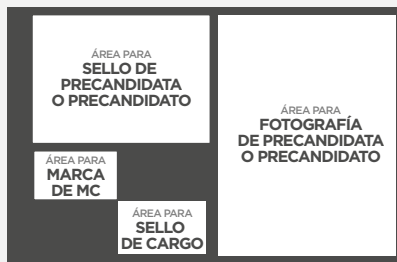 ÁREA PARA
SELLO DE
PRECANDIDATA
O PRECANDIDATO
ÁREA PARA
MARCA
DE MC
ÁREA PARA
SELLO
DE CARGO
ÁREA PARA
FOTOGRAFÍA
DE PRECANDIDATA
O PRECANDIDATO